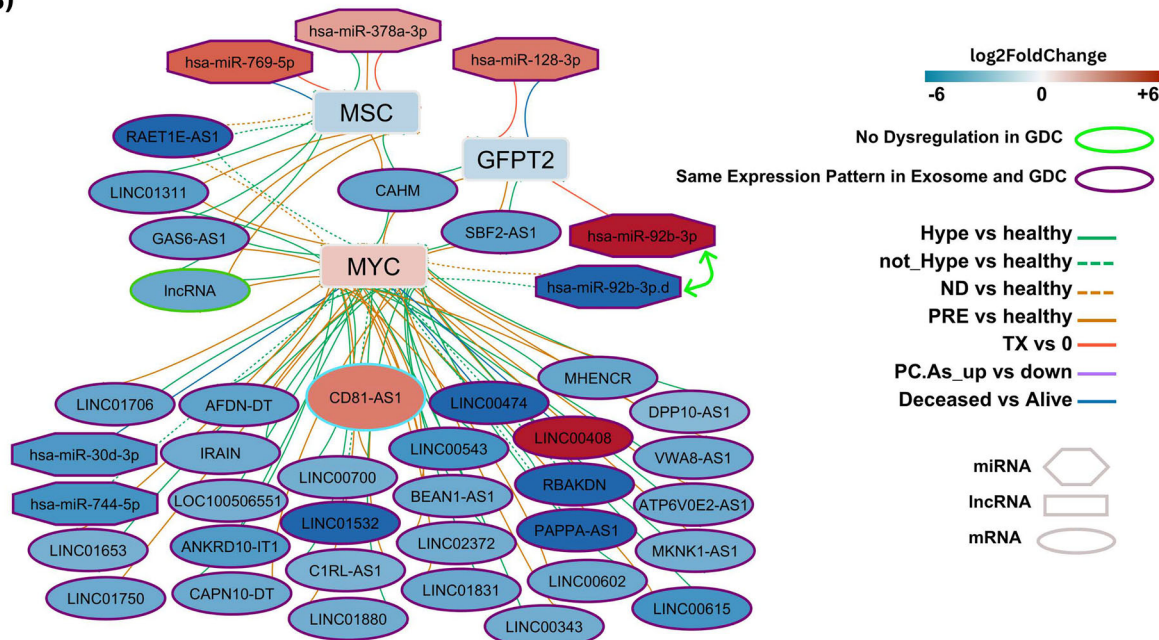 hsa-miR-378a-3p
hsa-miR-769-5p
hsa-miR-128-3p
MSC
RAET1E-AS1
GFPT2
LINC01311
CAHM
GAS6-AS1
SBF2-AS1
hsa-miR-92b-3p
MYC
lncRNA
hsa-miR-92b-3p.d
MHENCR
LINC01706
AFDN-DT
CD81-AS1
LINC00474
DPP10-AS1
LINC00408
hsa-miR-30d-3p
IRAIN
LINC00543
VWA8-AS1
LINC00700
RBAKDN
hsa-miR-744-5p
LOC100506551
BEAN1-AS1
ATP6V0E2-AS1
LINC01532
PAPPA-AS1
LINC01653
ANKRD10-IT1
LINC02372
MKNK1-AS1
C1RL-AS1
LINC00602
LINC01750
CAPN10-DT
LINC01831
LINC00615
LINC01880
LINC00343
log2FoldChange
-6 0 +6
No Dysregulation in GDC
Same Expression Pattern in Exosome and GDC
Hype vs healthy
not_Hype vs healthy
ND vs healthy
PRE vs healthy
TX vs 0
PC.As_up vs down
Deceased vs Alive
miRNA
lncRNA
mRNA